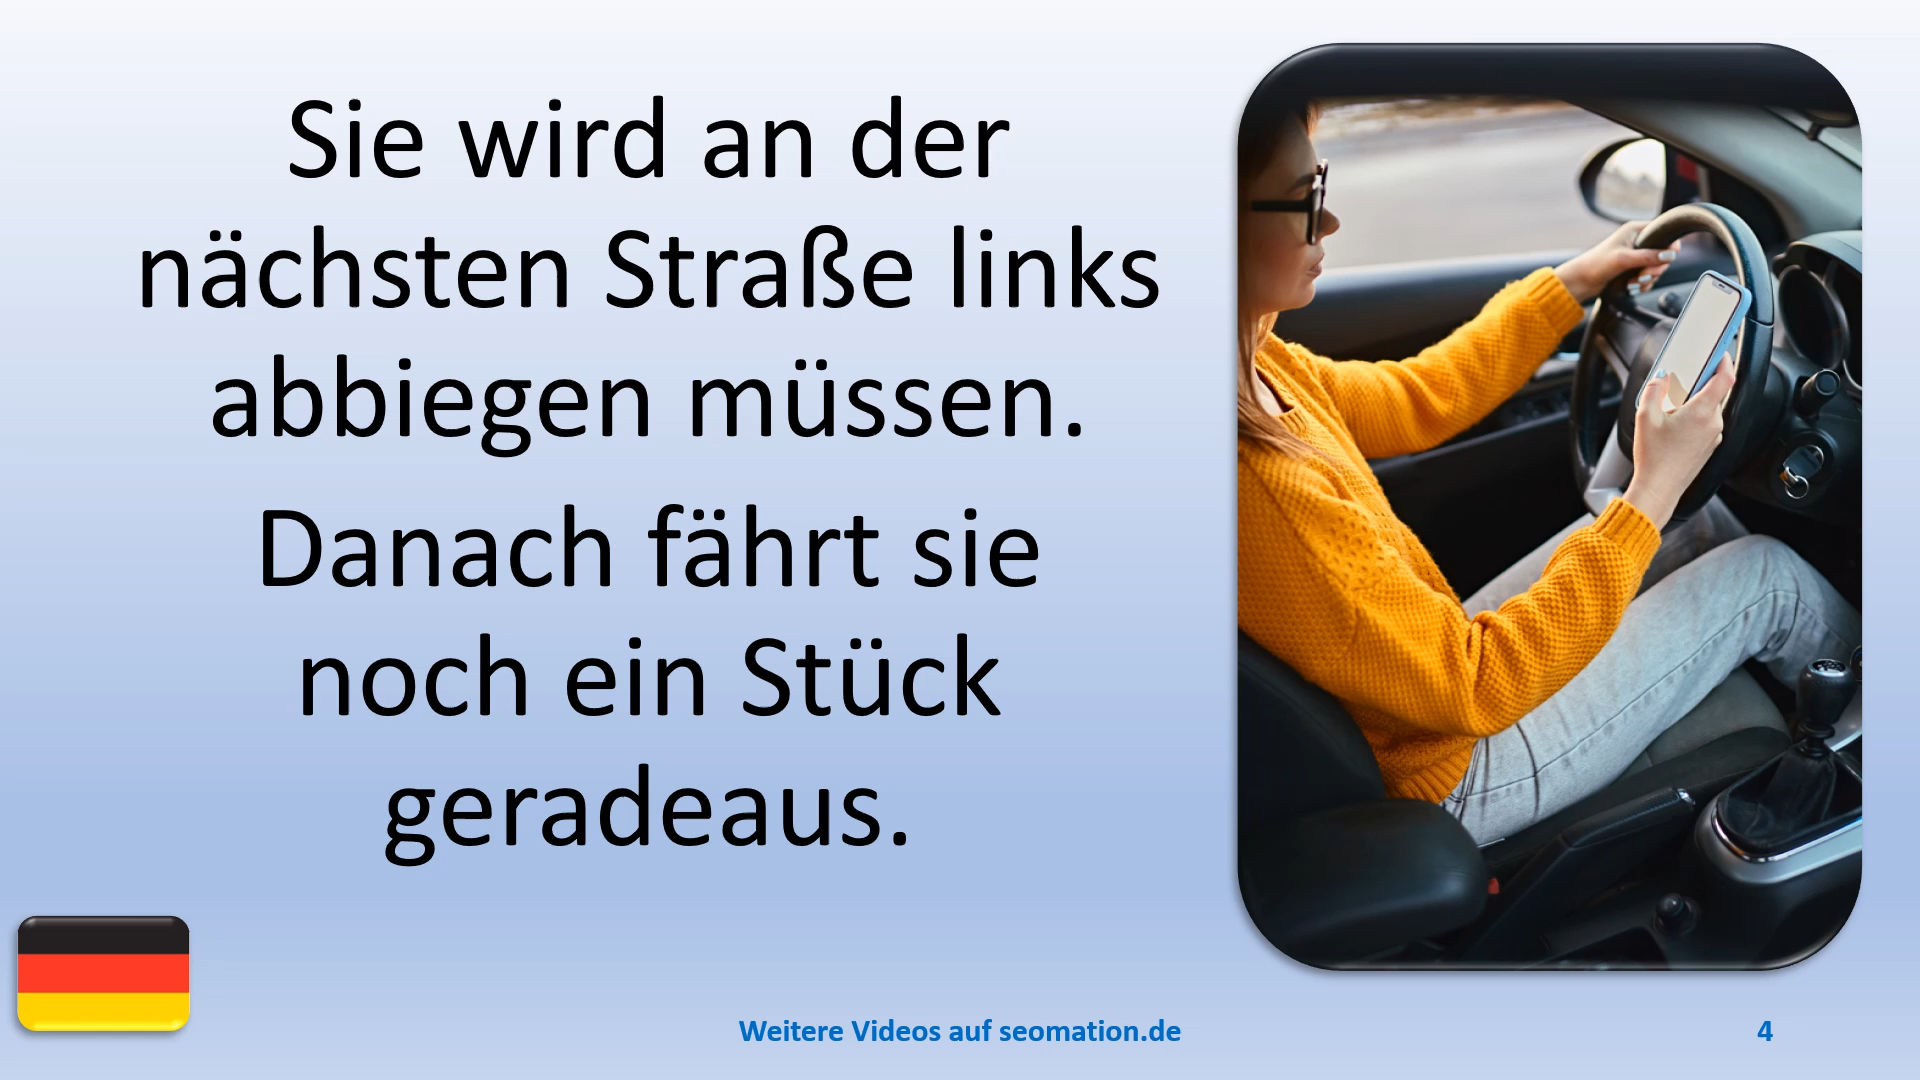 Sie wird an der
nächsten Straße links
abbiegen müssen.
Danach fährt sie
noch ein Stück
geradeaus.
Weitere Videos auf seomation.de
4